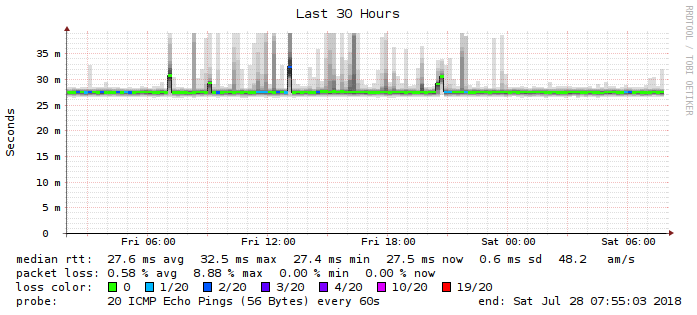 Last 30 Hours
RRDTOOL / TOBI OETIKER
Seconds
35 m
30 m
25 m
20 m
15 m
10 m
5 m
0
Fri 06:00 Fri 12:00 Fri 18:00 Sat 00:00 Sat 06:00
median rtt: 27.6 ms avg 32.5 ms max 27.4 ms min 27.5 ms now 0.6 ms sd 48.2 am/s
packet loss: 0.58 % avg 8.88 % max 0.00 % min 0.00 % now
loss color: 0 1/20 2/20 3/20 4/20 10/20 19/20
probe: 20 ICMP Echo Pings (56 Bytes) every 60s end: Sat Jul 28 07:55:03 2018